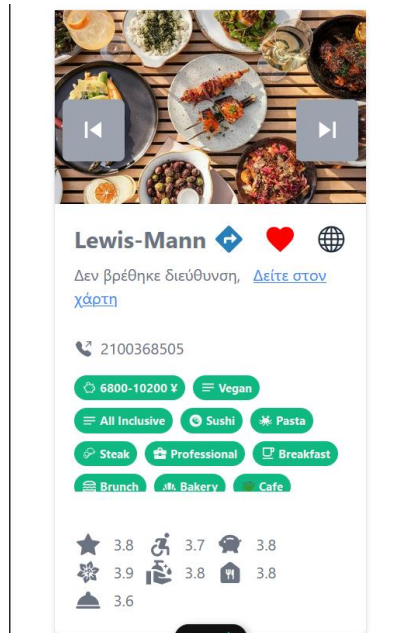 Lewis-Mann
Δεν βρέθηκε διεύθυνση, Δείτε στον
χάρτη
2100368505
6800-10200 ¥ Vegan
All Inclusive Sushi Pasta
Steak Professional Breakfast
Brunch Bakery Cafe
3.8 3.7 3.8
3.9 3.8 3.8
3.6